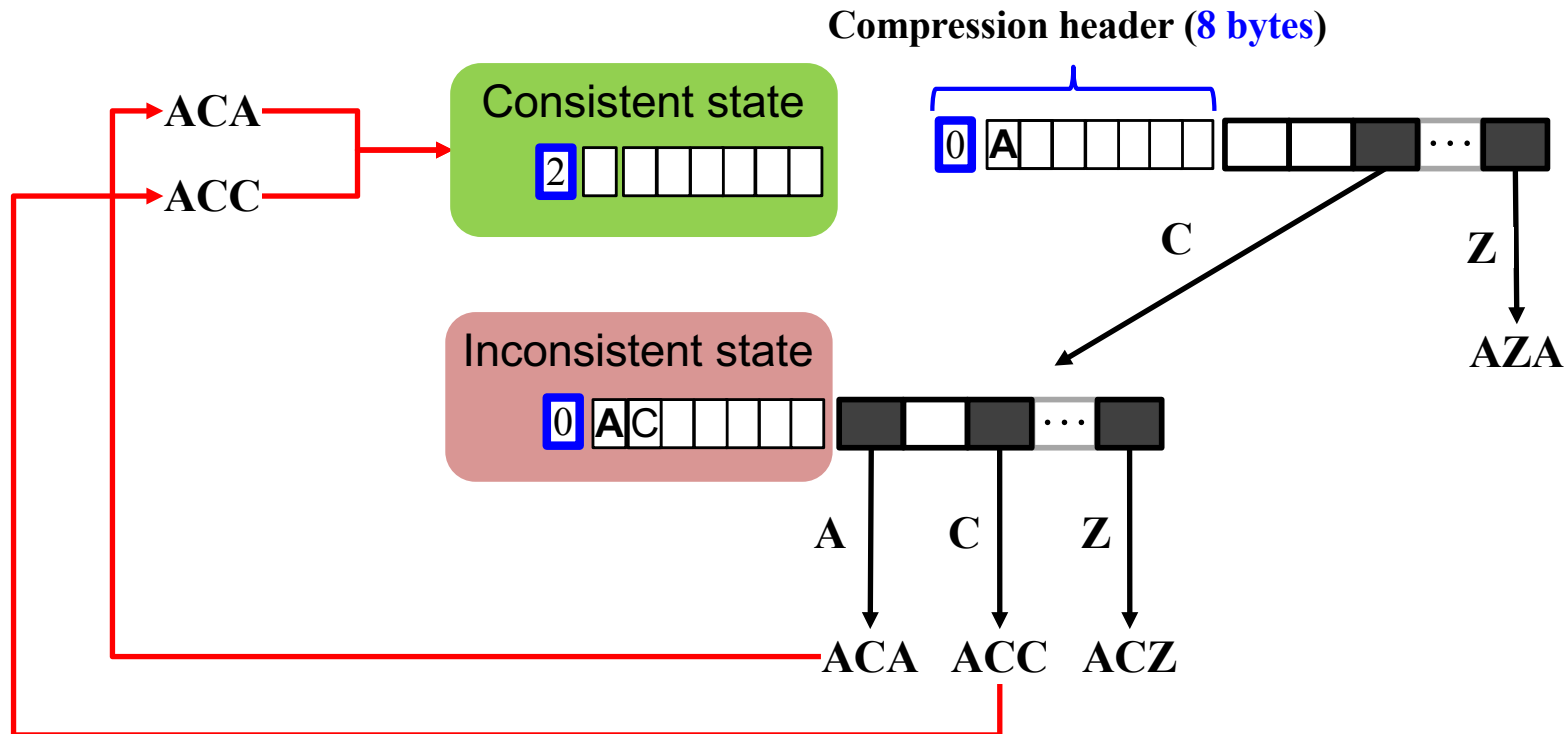 Compression header (8 bytes)
ACA
ACC
Consistent state
2
0 A
...
C
Z
AZA
Inconsistent state
0 A C
...
A
C
Z
ACA ACC ACZ